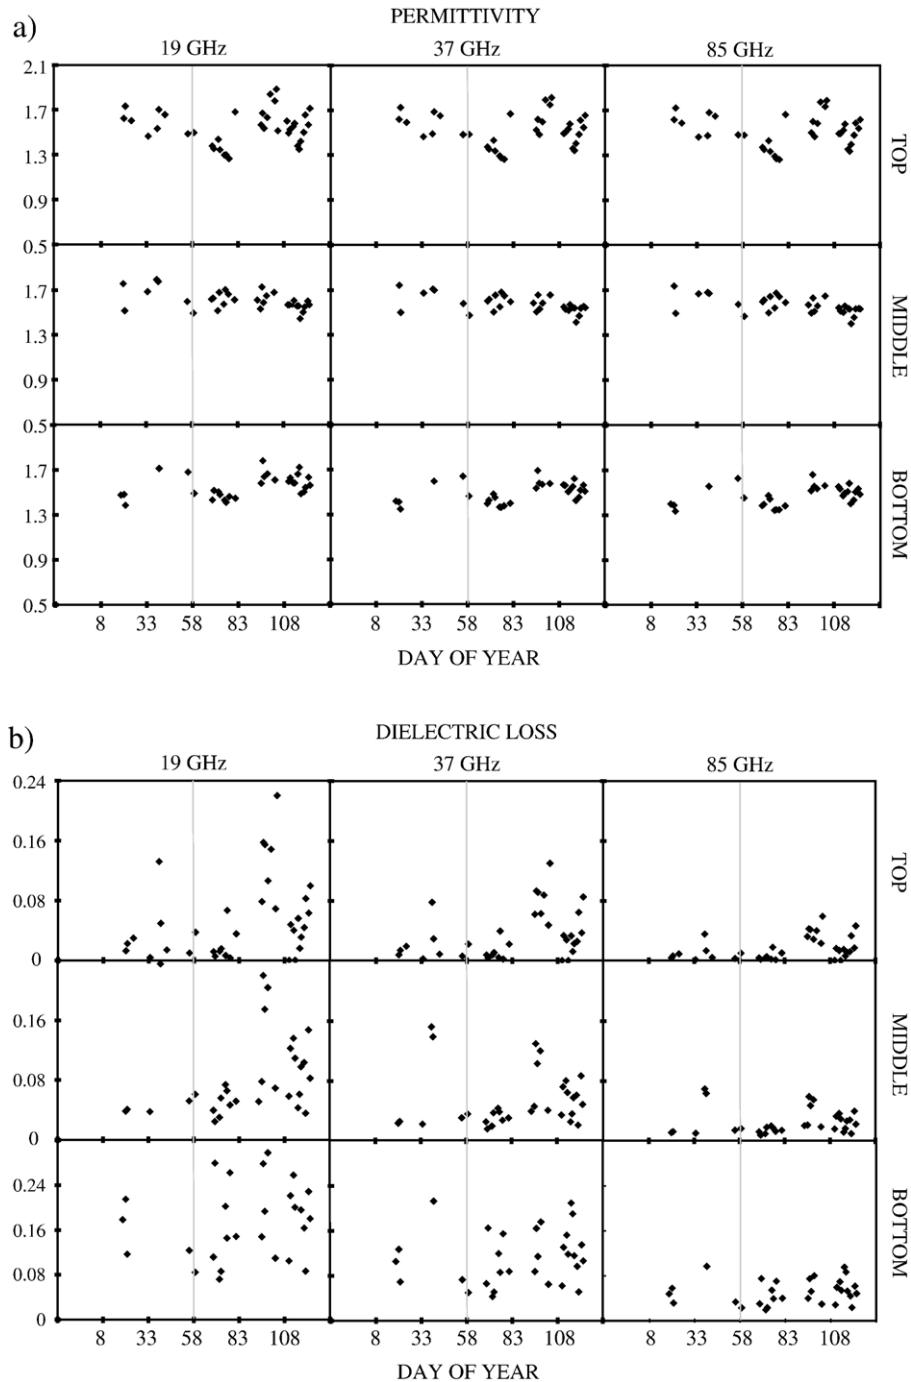 a)
PERMITTIVITY
19 GHz 37 GHz 85 GHz
2.1
1.7
1.3
0.9
0.5
TOP
1.7
1.3
0.9
0.5
MIDDLE
1.7
1.3
0.9
0.5
BOTTOM
8 33 58 83 108 8 33 58 83 108 8 33 58 83 108
DAY OF YEAR
b)
DIELECTRIC LOSS
19 GHz 37 GHz 85 GHz
0.24
0.16
0.08
0
TOP
0.16
0.08
0
MIDDLE
0.24
0.16
0.08
0
BOTTOM
8 33 58 83 108 8 33 58 83 108 8 33 58 83 108
DAY OF YEAR